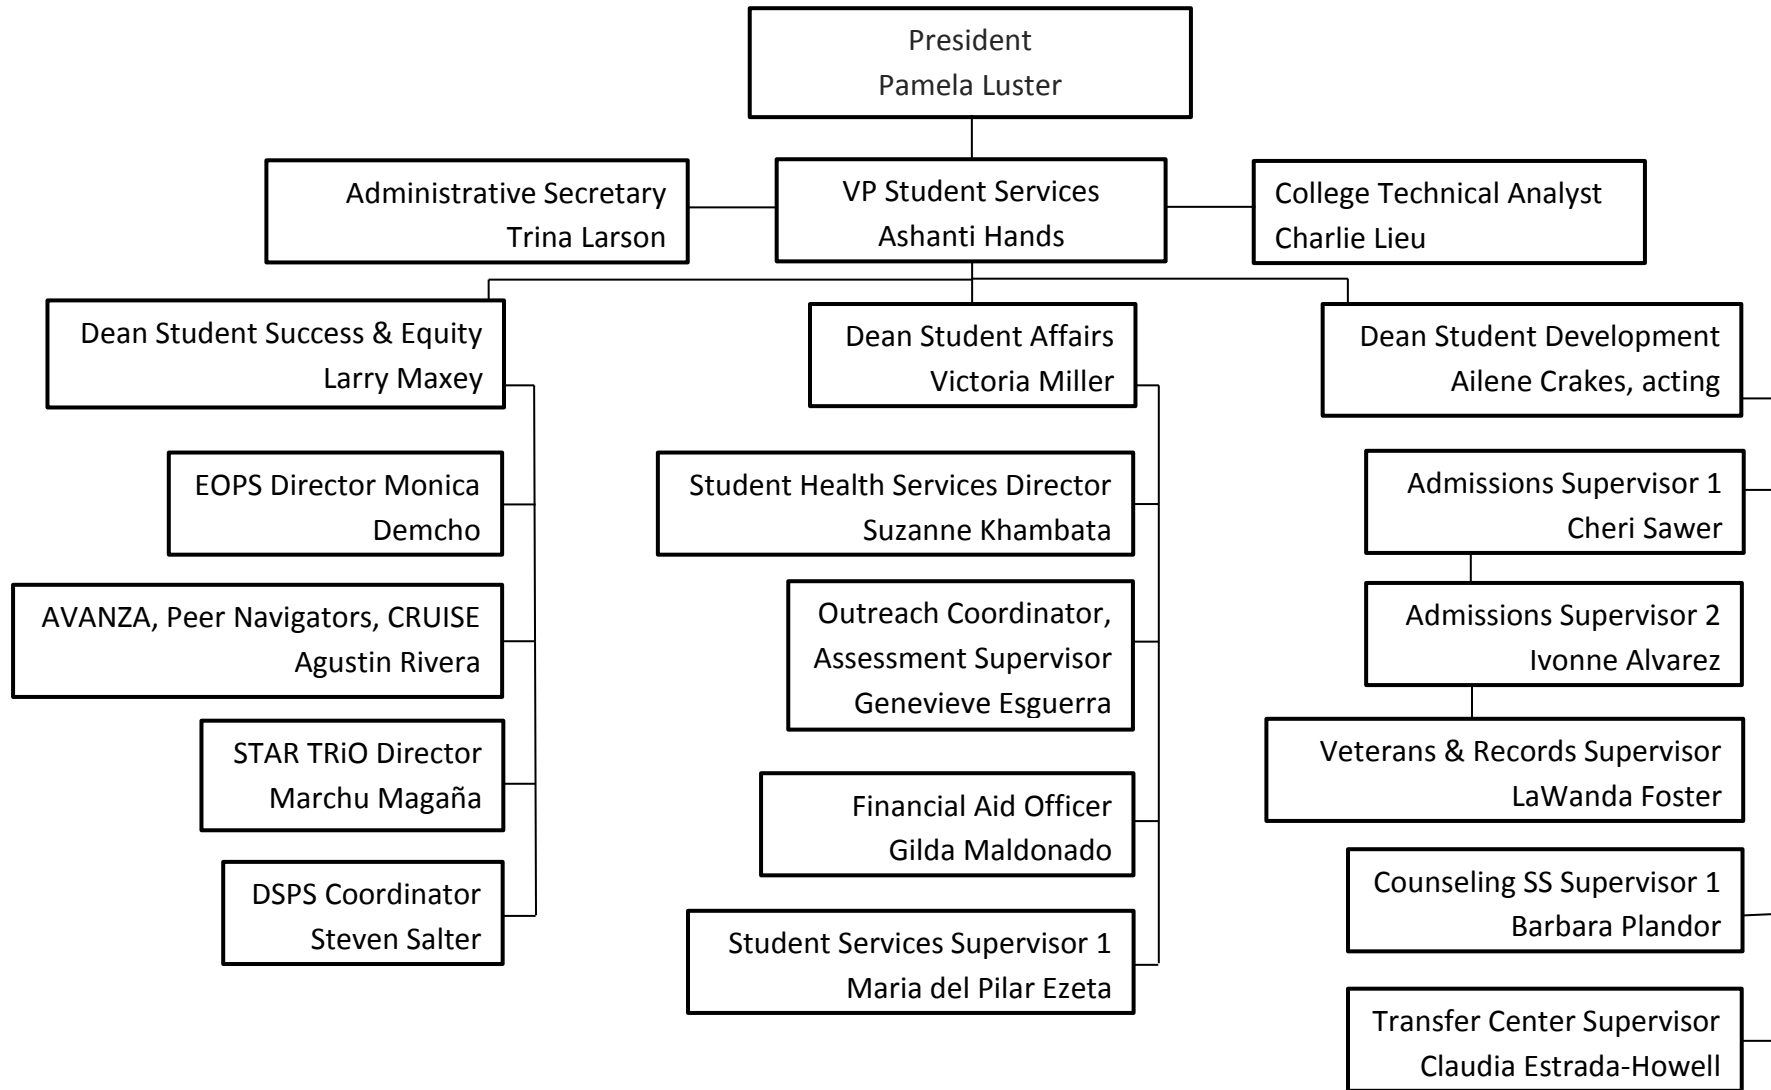 President
Pamela Luster
Administrative Secretary
Trina Larson
VP Student Services
Ashanti Hands
College Technical Analyst
Charlie Lieu
Dean Student Success & Equity
Larry Maxey
Dean Student Affairs
Victoria Miller
Dean Student Development
Ailene Crakes, acting
EOPS Director Monica
Demcho
AVANZA, Peer Navigators, CRUISE
Agustin Rivera
STAR TRiO Director
Marchu Magaña
DSPS Coordinator
Steven Salter
Student Health Services Director
Suzanne Khambata
Outreach Coordinator,
Assessment Supervisor
Genevieve Esguerra
Financial Aid Officer
Gilda Maldonado
Student Services Supervisor 1
Maria del Pilar Ezeta
Admissions Supervisor 1
Cheri Sawer
Admissions Supervisor 2
Ivonne Alvarez
Veterans & Records Supervisor
LaWanda Foster
Counseling SS Supervisor 1
Barbara Plandor
Transfer Center Supervisor
Claudia Estrada-Howell